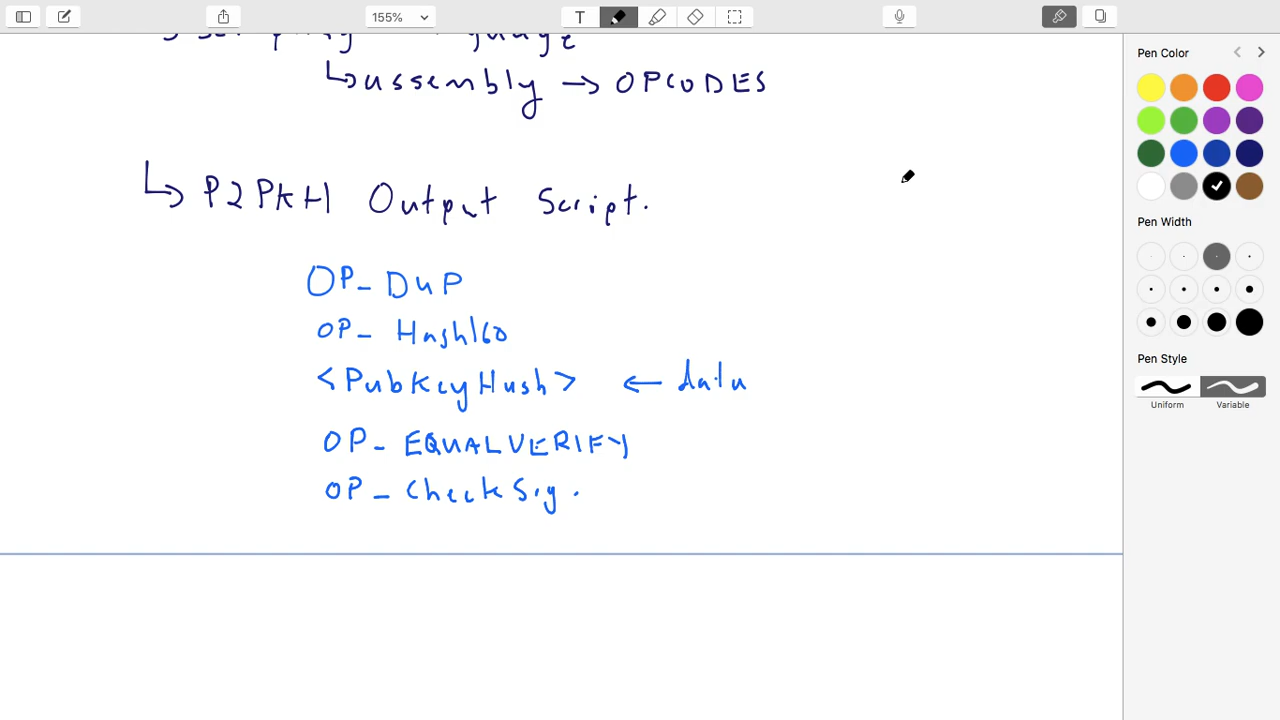 155%
T
Pen Color
assembly → OPCODES
P2PKH Output Script.
OP_DUP
OP_Hash160
<PubKeyHash> ← data
OP_EQUALVERIFY
OP_CheckSig.
Pen Width
Pen Style
Uniform Variable